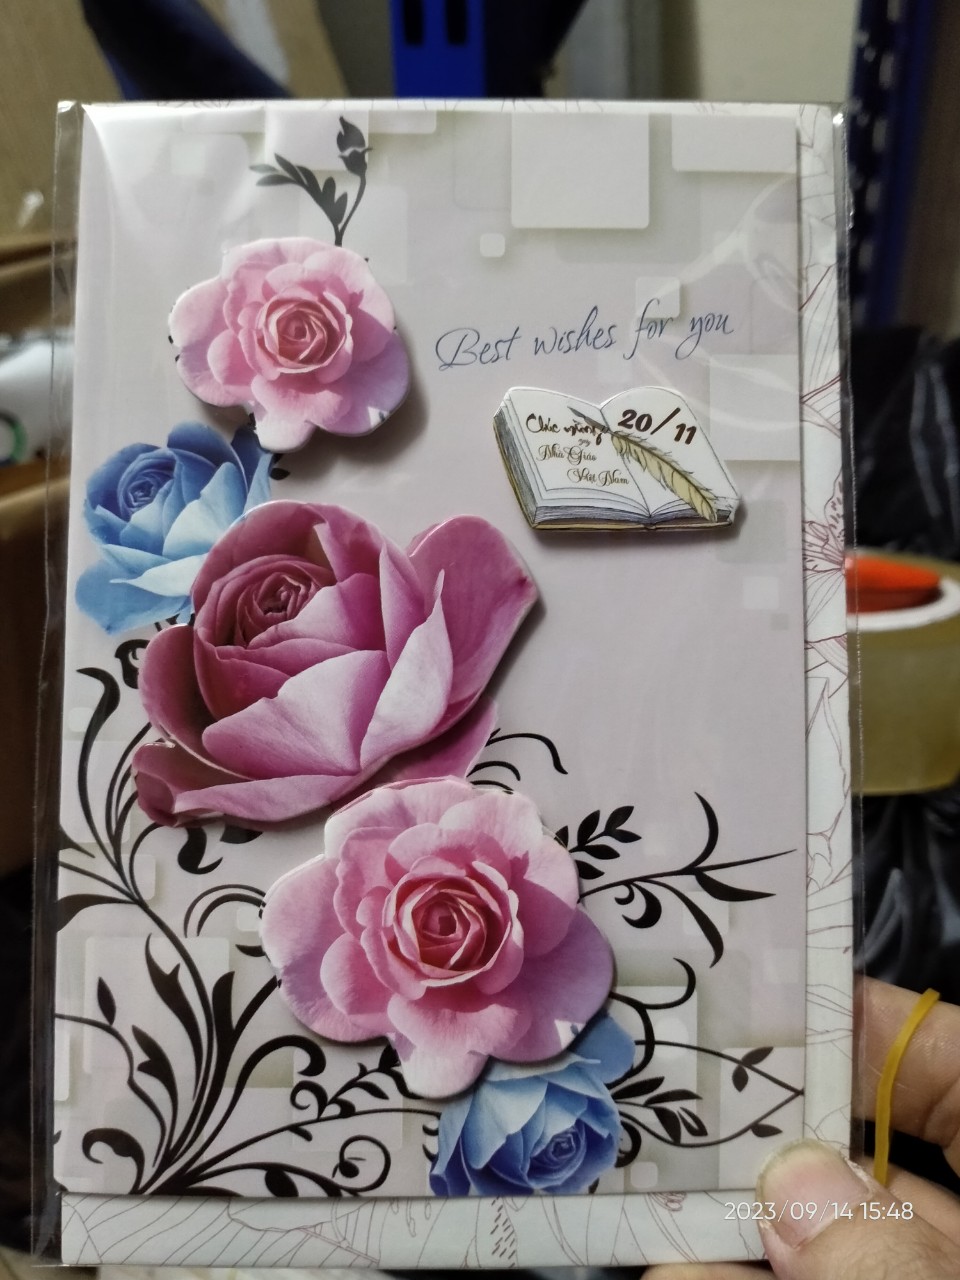 Best wishes for you
Chúc mừng 20/11
Nhà Giáo
Việt Nam
2023/09/14 15:48